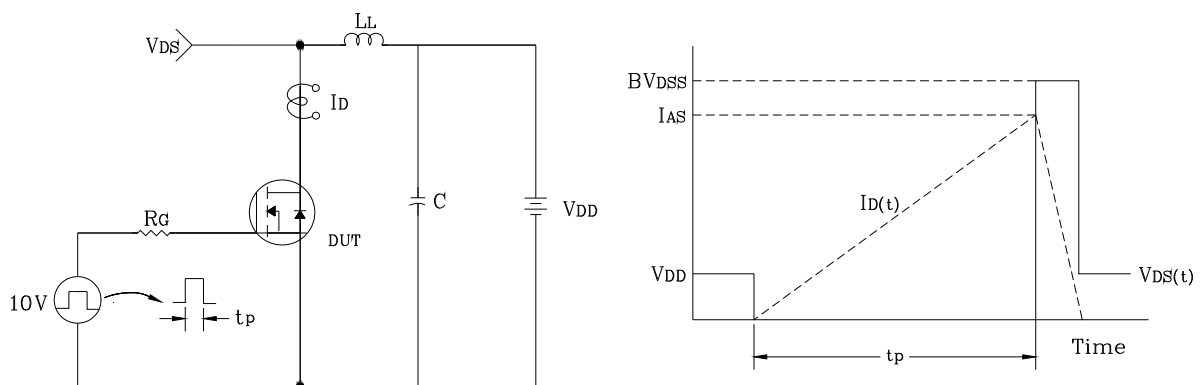 LL
VDS
ID
C
VDD
RG
DUT
10V
tp
BVDSS
IAS
ID(t)
VDD
VDS(t)
tp
Time